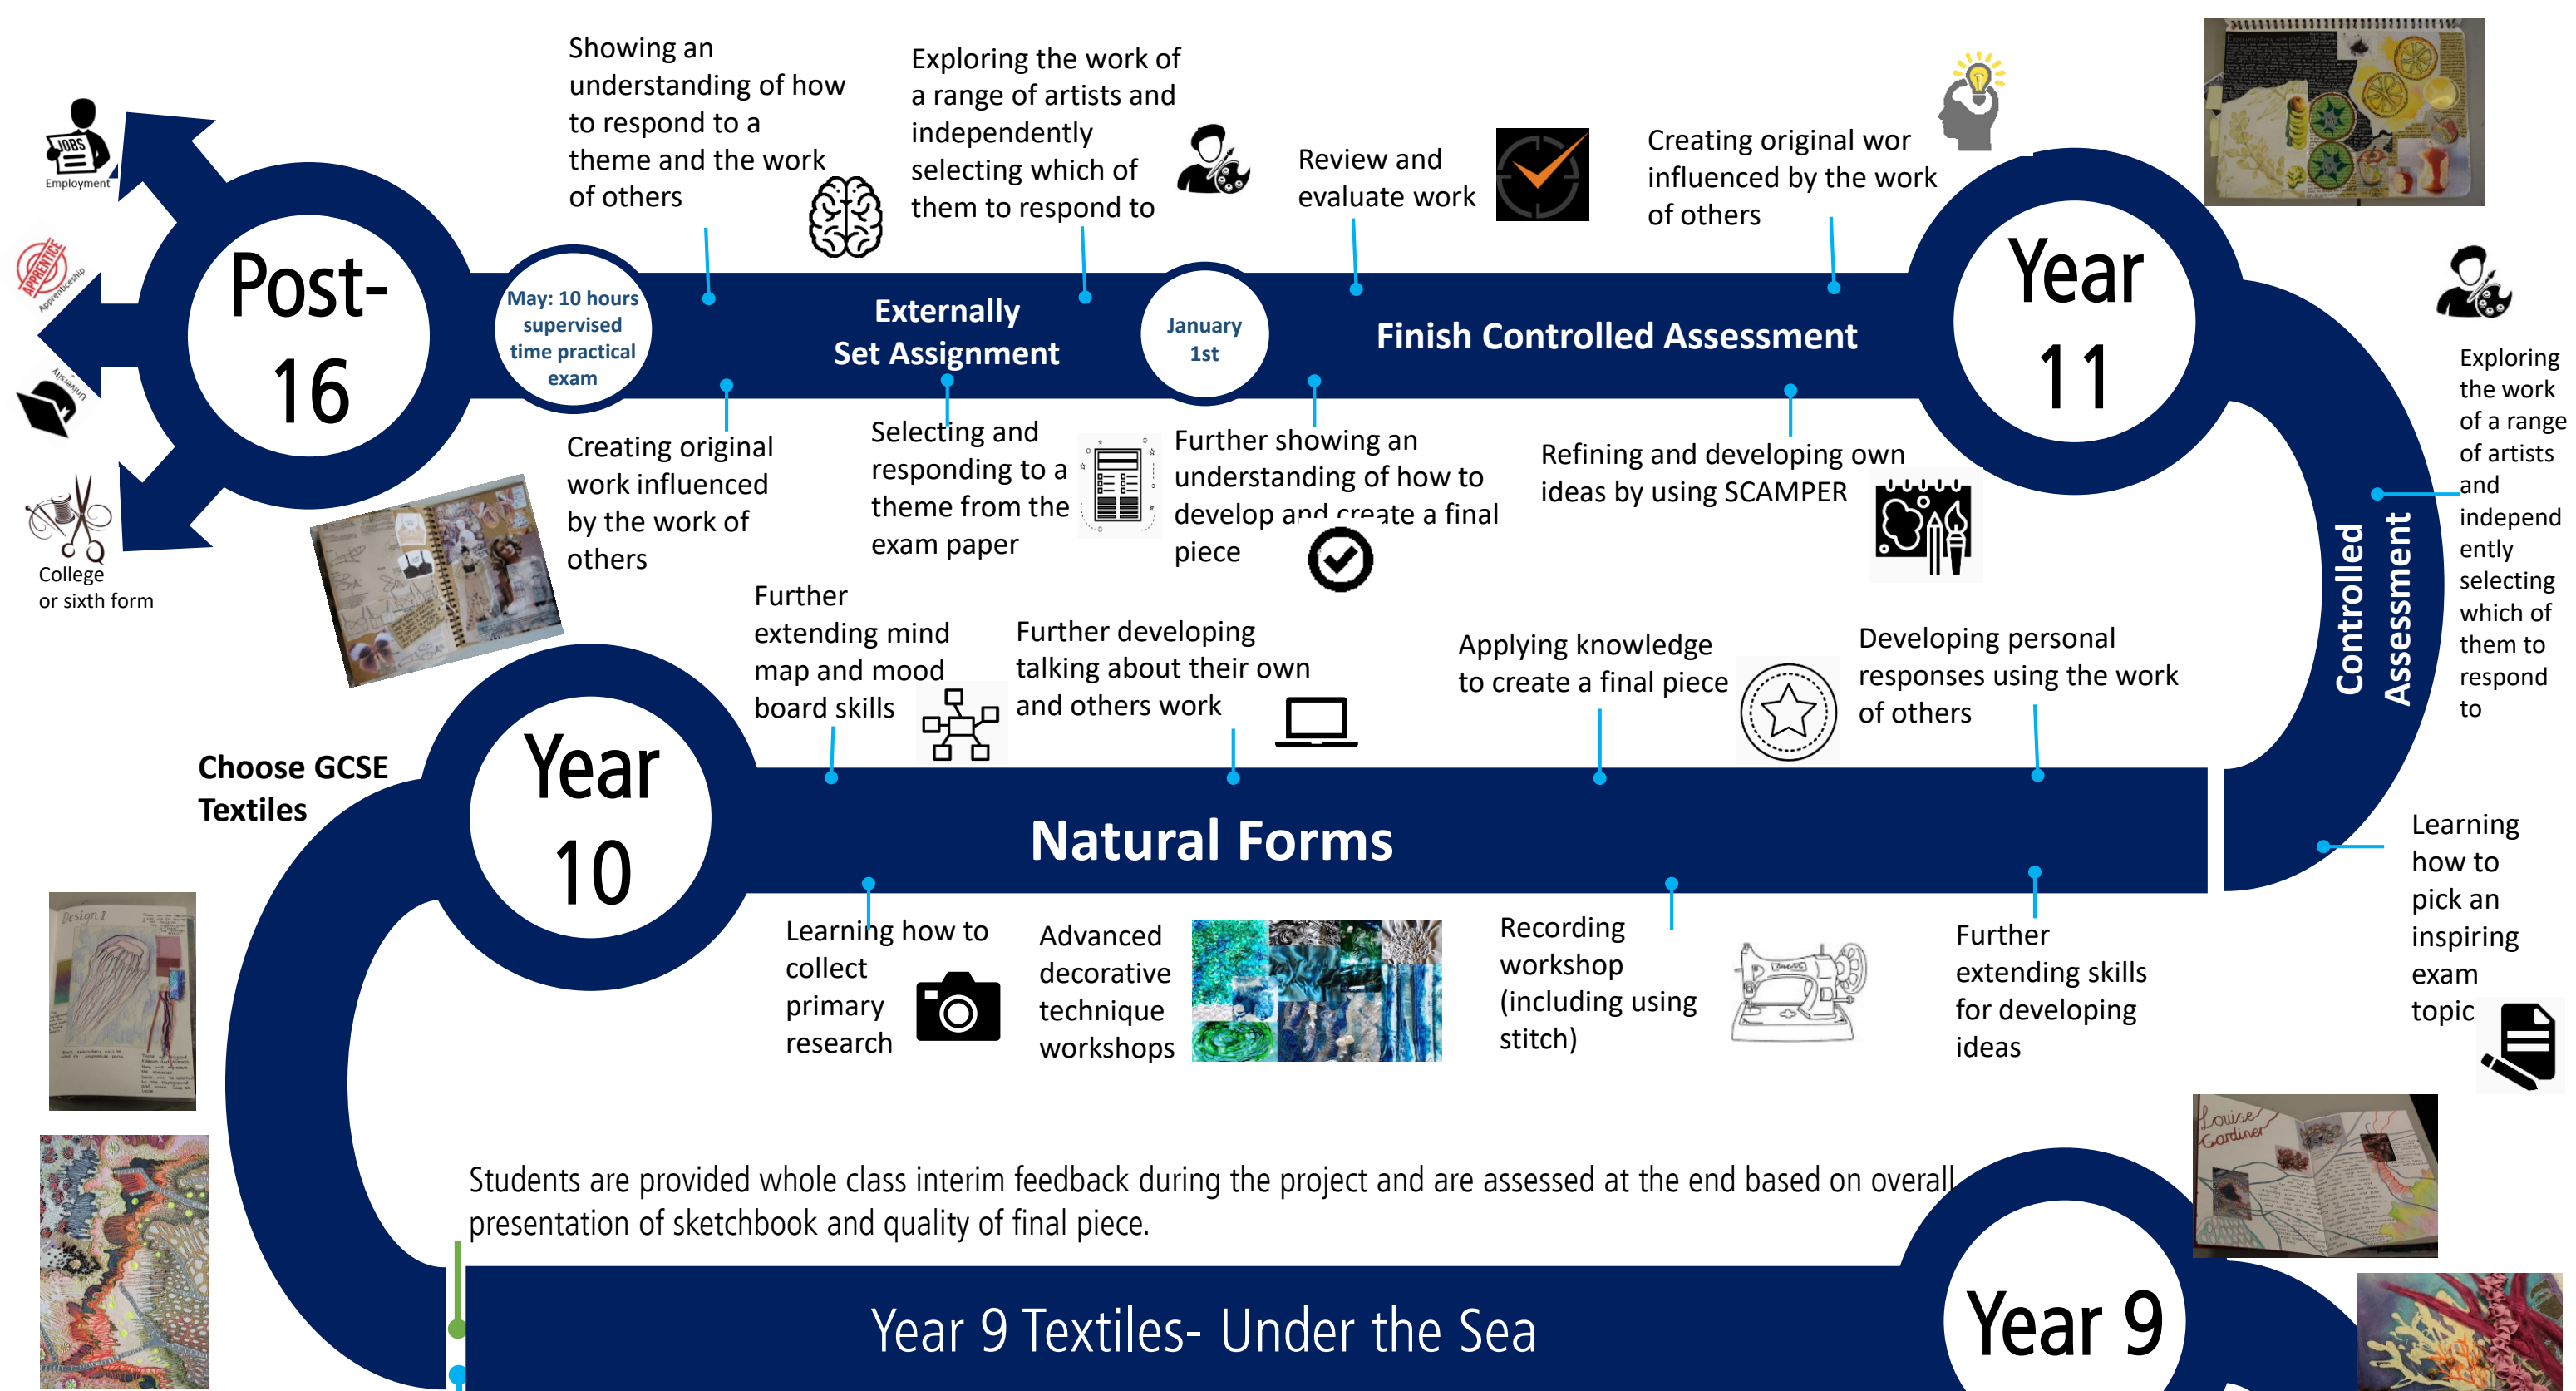 Showing an
understanding of how
to respond to a
theme and the work
of others
Exploring the work of
a range of artists and
independently
selecting which of
them to respond to
Review and
evaluate work
Creating original wor
influenced by the work
of others
JOBS
Employment
APPRENTICE
Apprenticeship
University
College
or sixth form
Post-
16
May: 10 hours
supervised
time practical
exam
Externally
Set Assignment
January
1st
Finish Controlled Assessment
Year
11
Exploring
the work
of a range
of artists
and
independ
ently
selecting
which of
them to
respond
to
Controlled
Assessment
Creating original
work influenced
by the work of
others
Selecting and
responding to a
theme from the
exam paper
Further showing an
understanding of how to
develop and create a final
piece
Refining and developing own
ideas by using SCAMPER
Further
extending mind
map and mood
board skills
Further developing
talking about their own
and others work
Applying knowledge
to create a final piece
Developing personal
responses using the work
of others
Choose GCSE
Textiles
Year
10
Natural Forms
Learning
how to
pick an
inspiring
exam
topic
Learning how to
collect
primary
research
Advanced
decorative
technique
workshops
Recording
workshop
(including using
stitch)
Further
extending skills
for developing
ideas
Design 1
Louise
Gardiner
Students are provided whole class interim feedback during the project and are assessed at the end based on overall
presentation of sketchbook and quality of final piece.
Year 9 Textiles- Under the Sea
Year 9